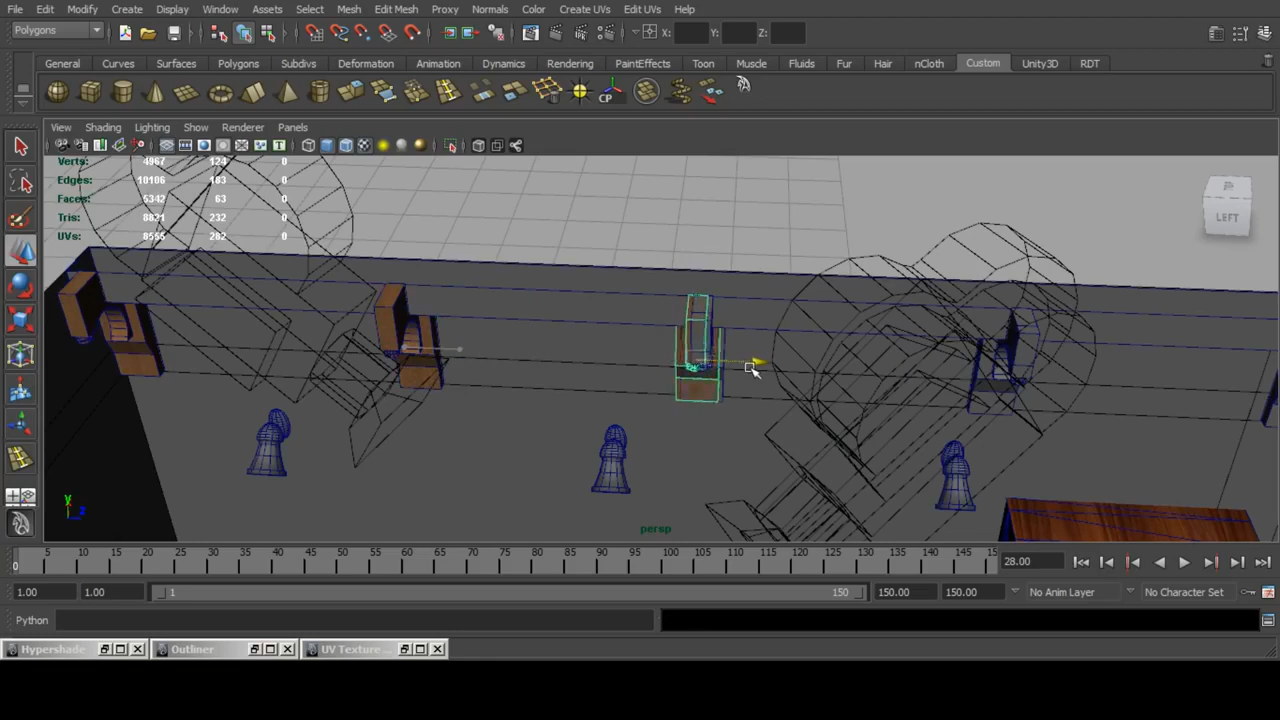 File Edit Modify Create Display Window Assets Select Mesh Edit Mesh Proxy Normals Color Create UVs Edit UVs Help
Polygons X: Y: Z:
General Curves Surfaces Polygons Subdivs Deformation Animation Dynamics Rendering PaintEffects Toon Muscle Fluids Fur Hair nCloth Custom Unity3D RDT
CP
View Shading Lighting Show Renderer Panels
Verts: 4967 124 0
Edges: 10106 183 0
Faces: 5342 63 0
Tris: 8831 232 0
UVs: 8555 282 0
LEFT
y
z
persp
0 5 10 15 20 25 30 35 40 45 50 55 60 65 70 75 80 85 90 95 100 105 110 115 120 125 130 135 140 145 15 28.00
1.00 1.00 1 150 150.00 150.00 No Anim Layer No Character Set
Python
Hypershade Outliner UV Texture ...